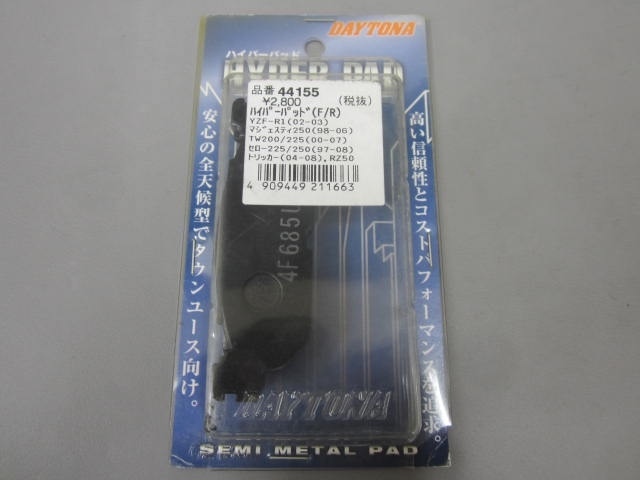 DAYTONA
ハイパーパッド
HYPER PAD
品番 44155
¥2,800 (税抜)
ﾊｲﾊﾟｰﾊﾟｯﾄﾞ(F/R)
YZF-R1(02-03)
ﾏｼﾞｪｽﾃｨ250(98-06)
TW200/225(00-07)
ｾﾛｰ225/250(97-08)
ﾄﾘｯｶｰ(04-08),RZ50
4 909449 211663
高い信頼性とコストパフォーマンスを追求。
安心の全天候型でタウンユース向け。
4F685U
DAYTONA
SEMI METAL PAD